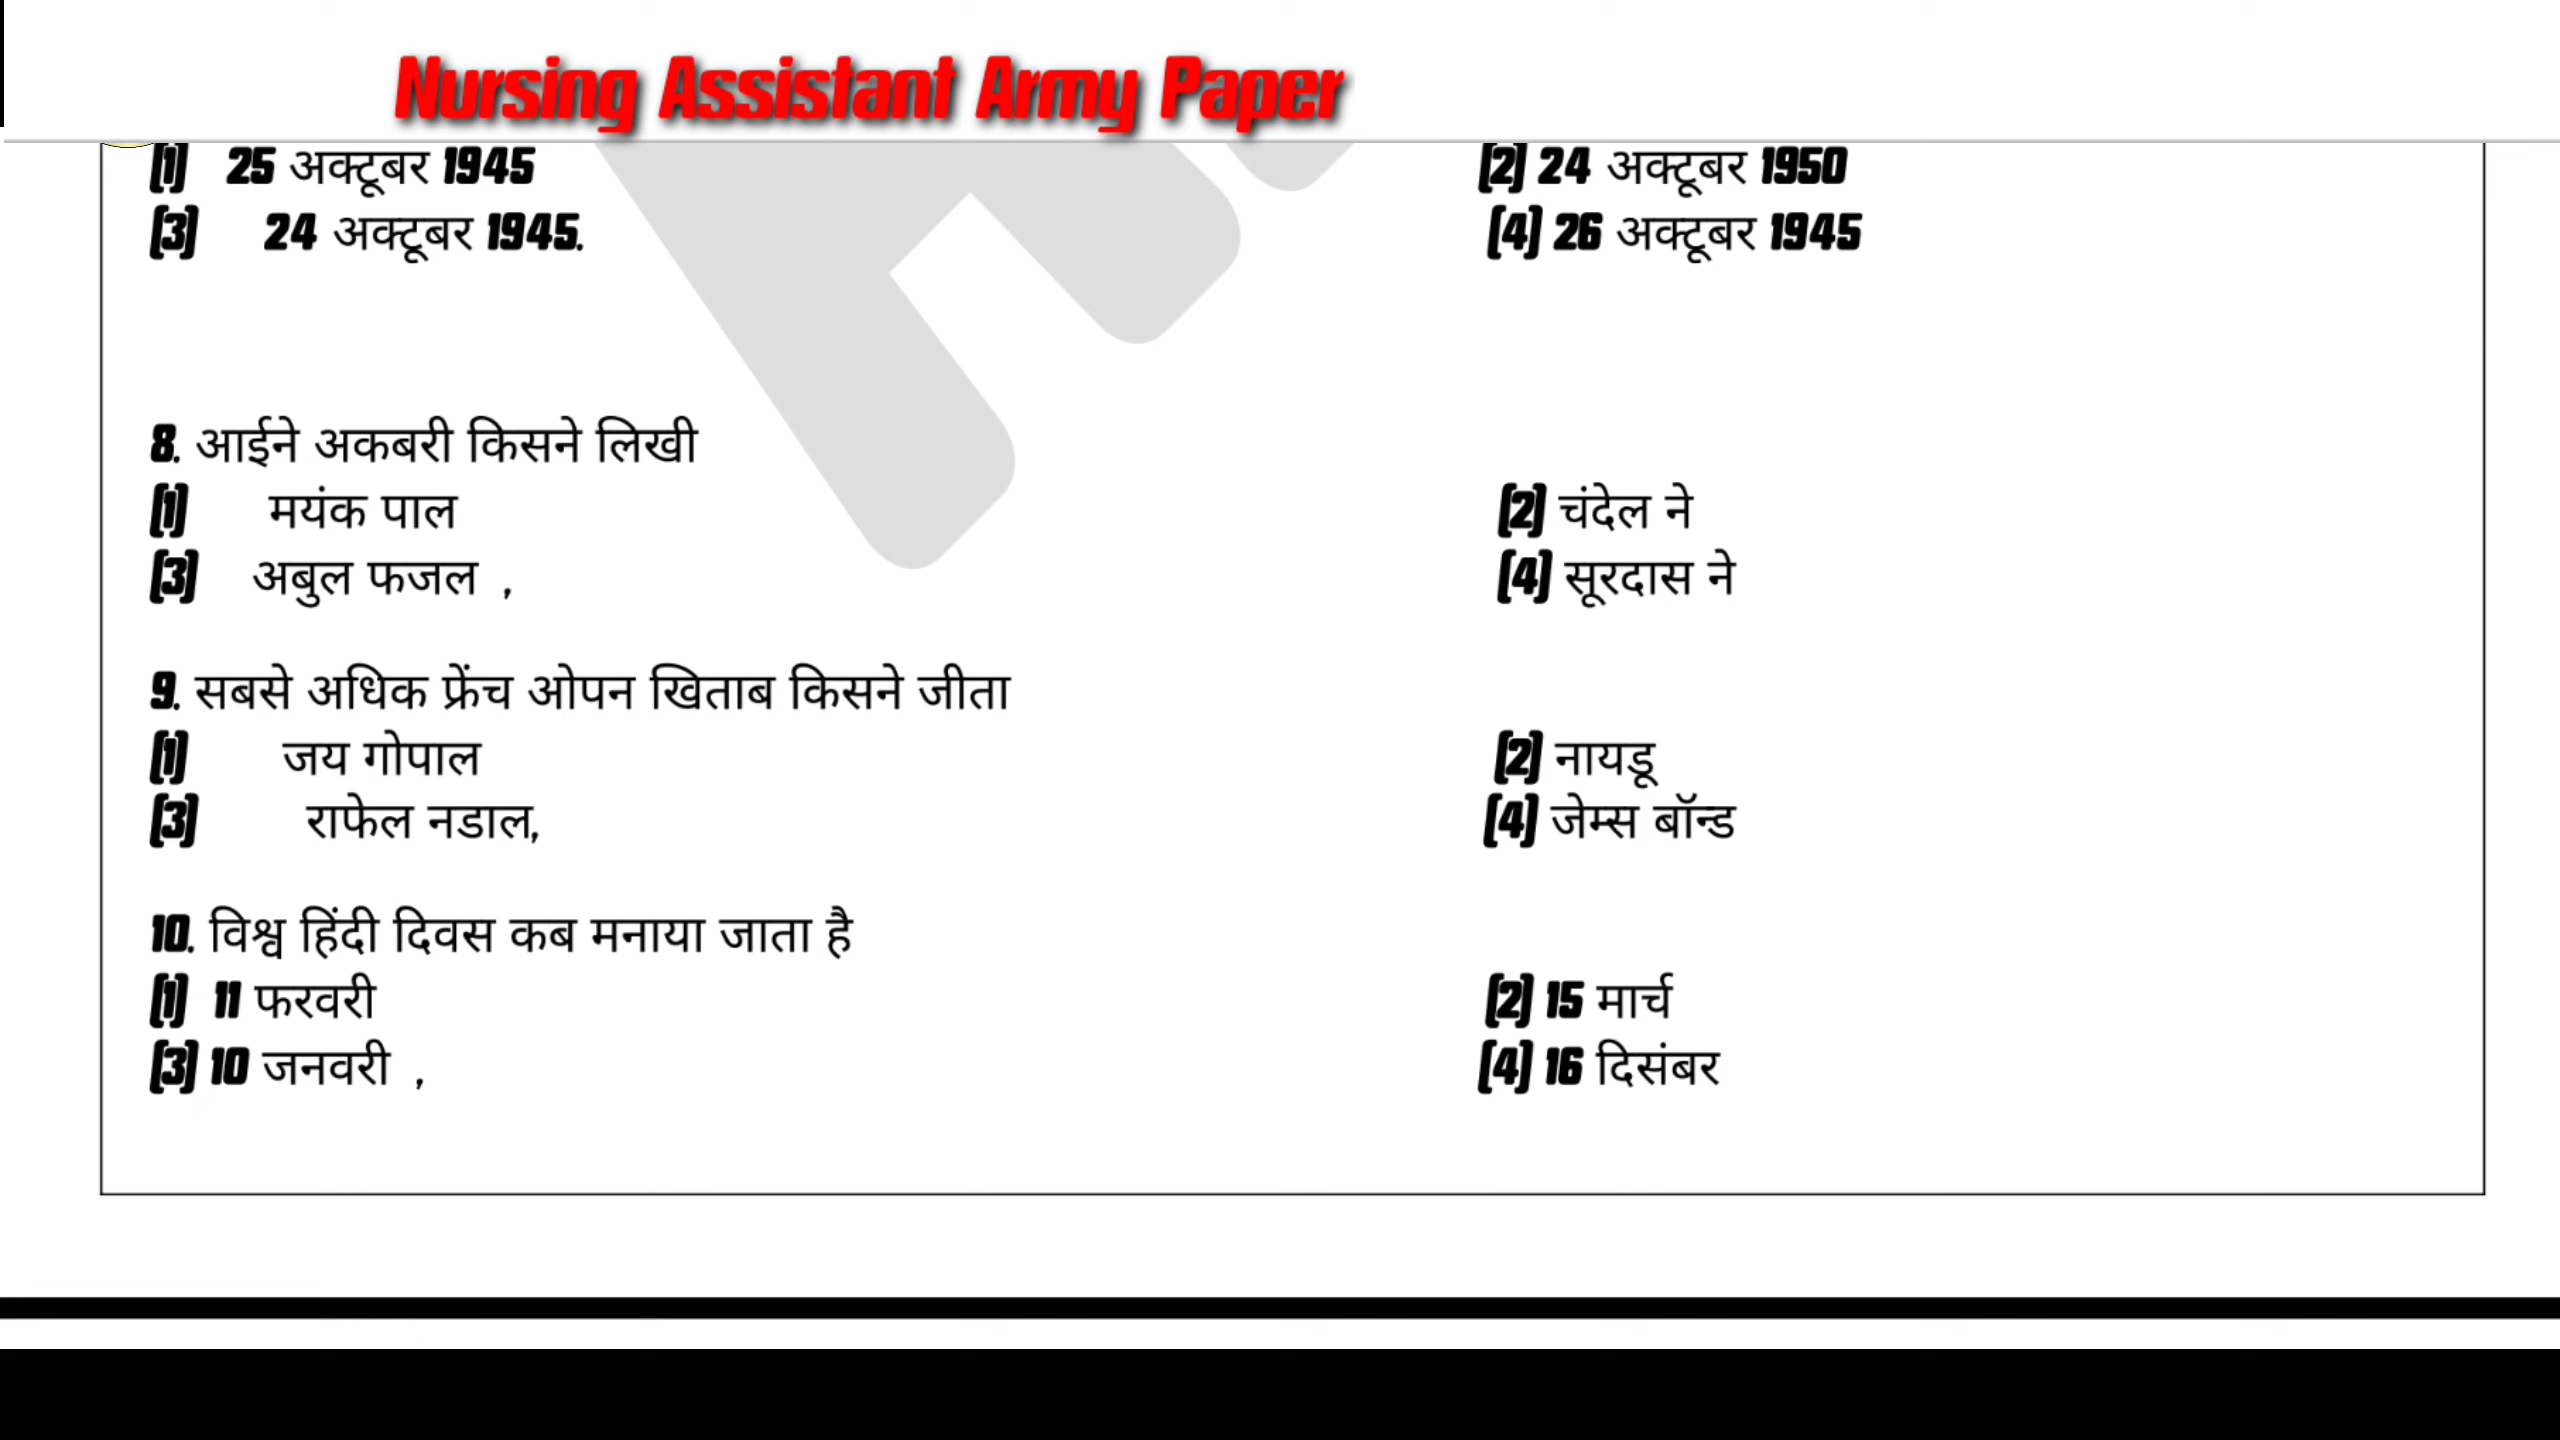 Nursing Assistant Army Paper
(1) 25 अक्टूबर 1945 (2) 24 अक्टूबर 1950
(3) 24 अक्टूबर 1945. (4) 26 अक्टूबर 1945
8. आईने अकबरी किसने लिखी
(1) मयंक पाल (2) चंदेल ने
(3) अबुल फजल , (4) सूरदास ने
9. सबसे अधिक फ्रेंच ओपन खिताब किसने जीता
(1) जय गोपाल (2) नायडू
(3) राफेल नडाल, (4) जेम्स बॉन्ड
10. विश्व हिंदी दिवस कब मनाया जाता है
(1) 11 फरवरी (2) 15 मार्च
(3) 10 जनवरी , (4) 16 दिसंबर